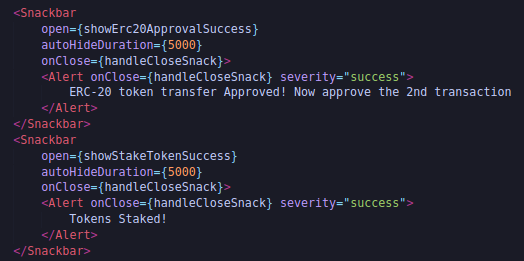 <Snackbar
open={showErc20ApprovalSuccess}
autoHideDuration={5000}
onClose={handleCloseSnack}>
<Alert onClose={handleCloseSnack} severity="success">
ERC-20 token transfer Approved! Now approve the 2nd transaction
</Alert>
</Snackbar>
<Snackbar
open={showStakeTokenSuccess}
autoHideDuration={5000}
onClose={handleCloseSnack}>
<Alert onClose={handleCloseSnack} severity="success">
Tokens Staked!
</Alert>
</Snackbar>